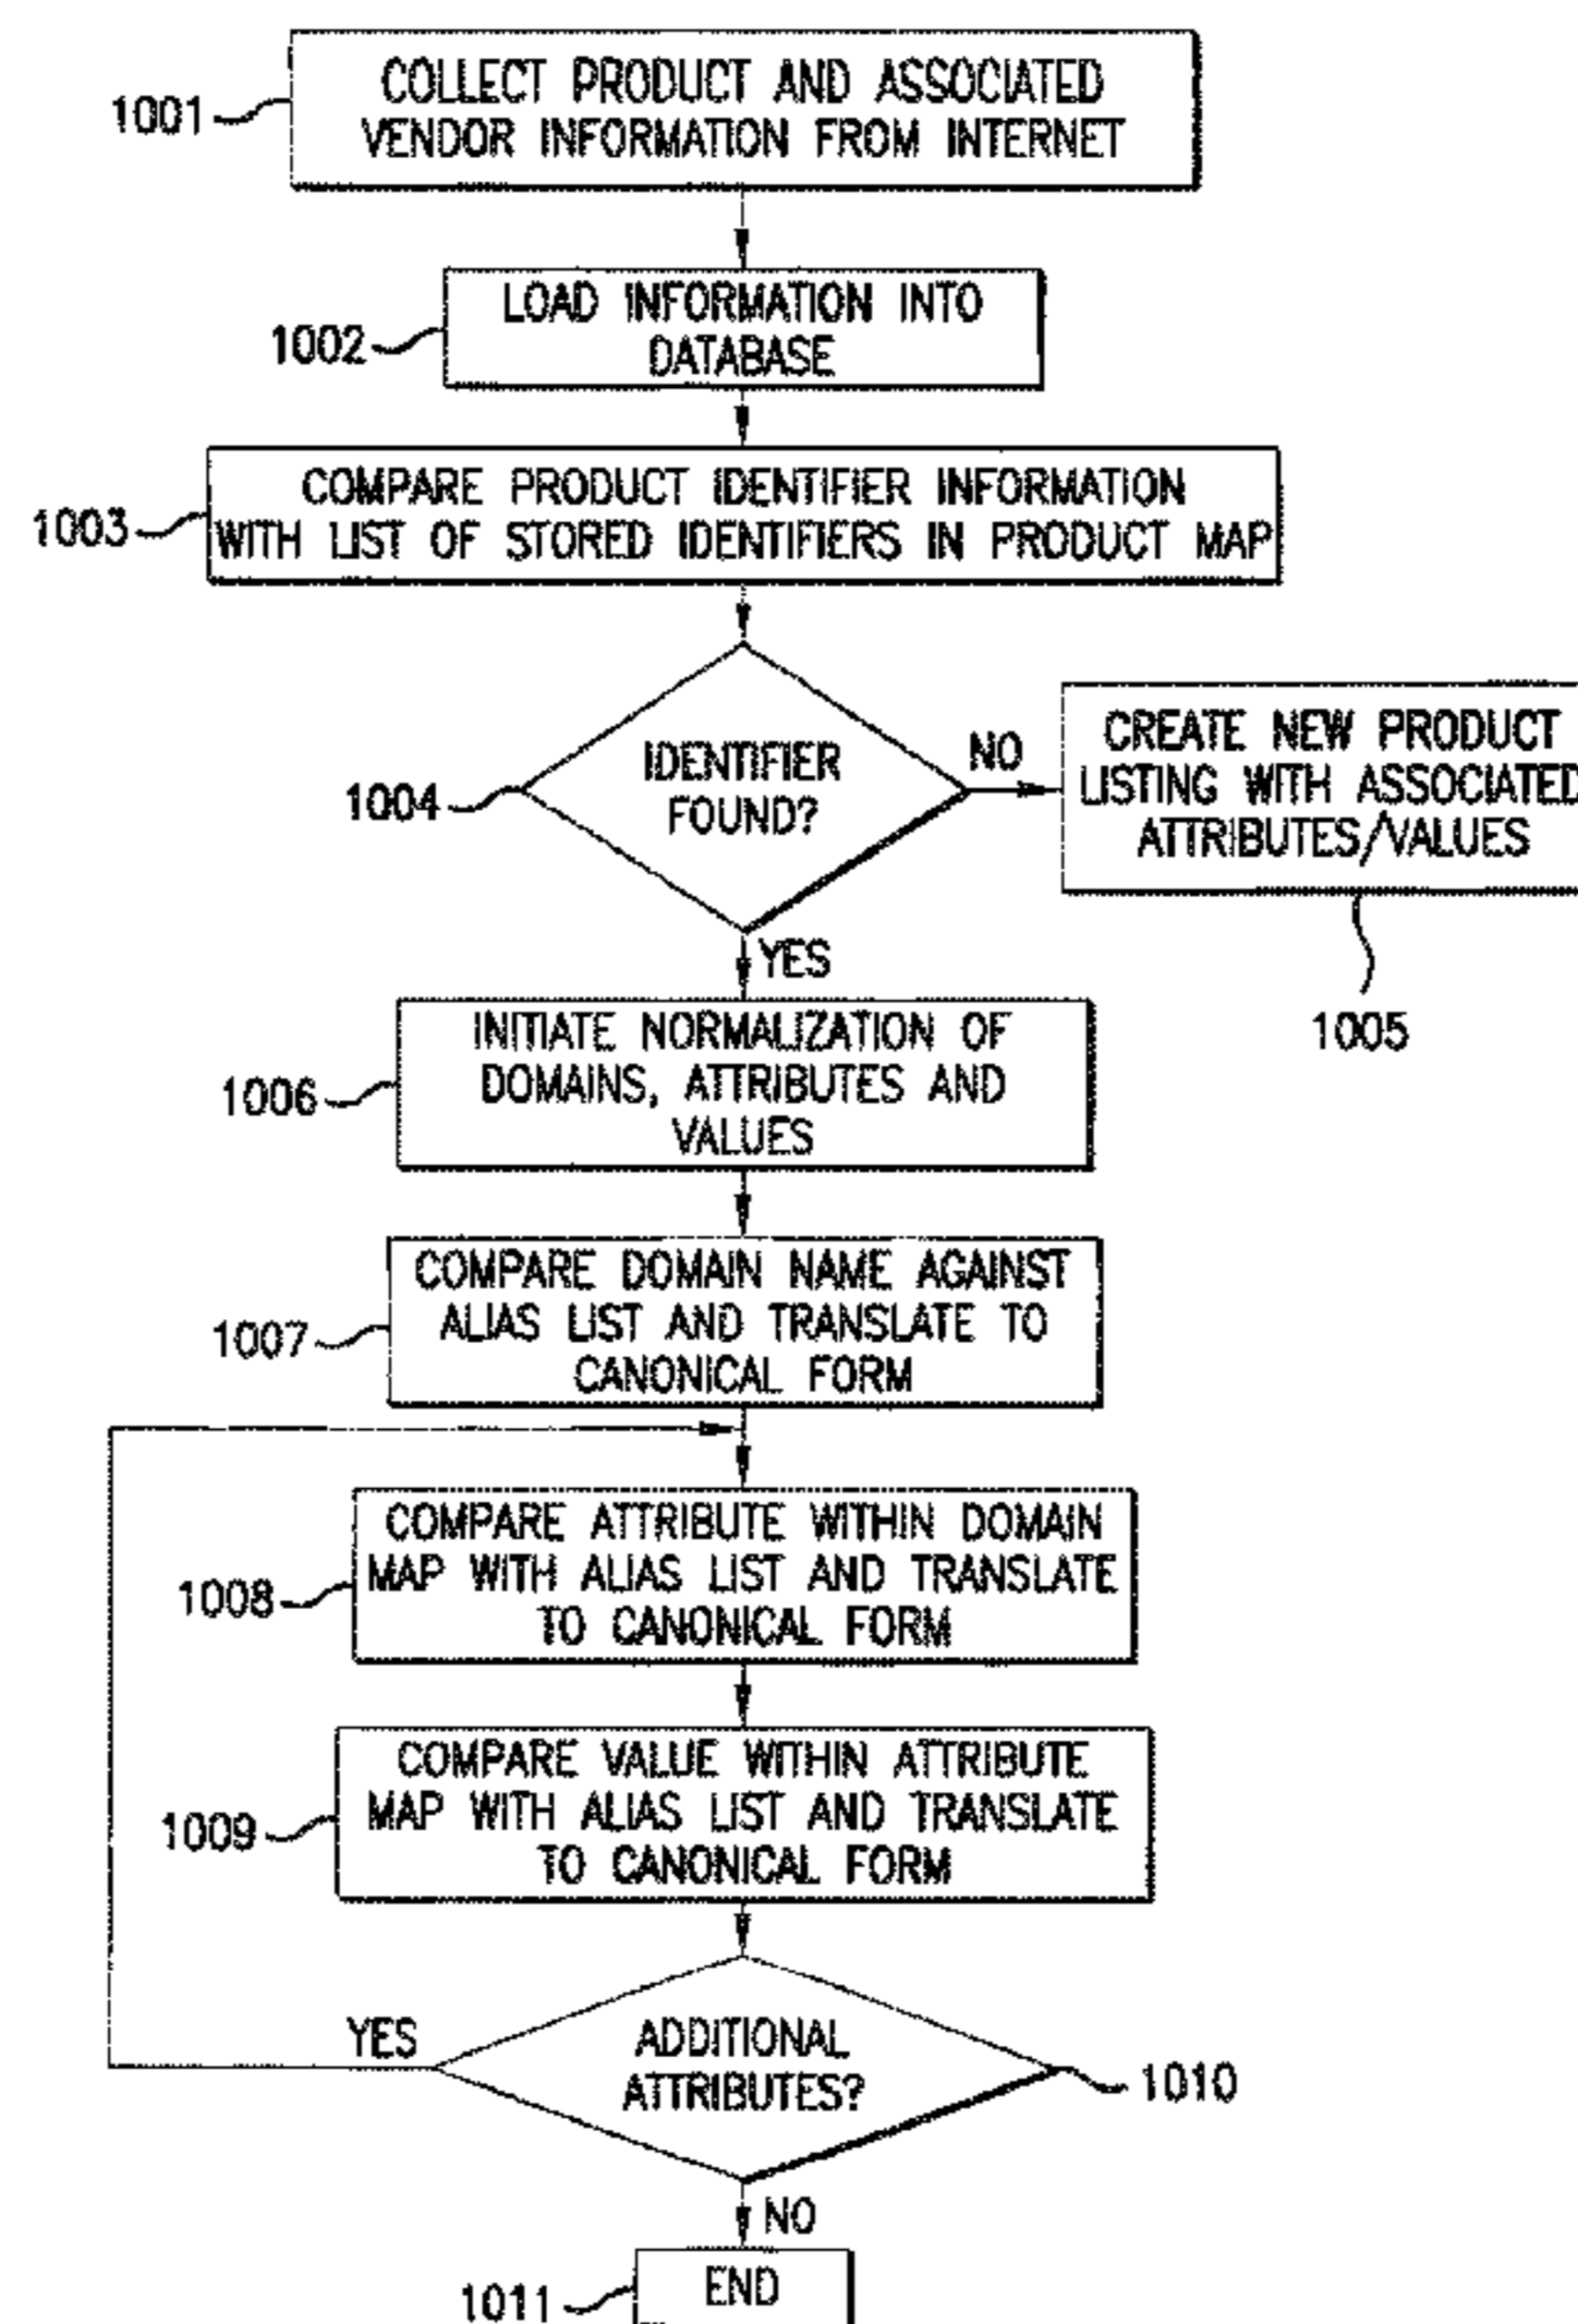 COLLECT PRODUCT AND ASSOCIATED
VENDOR INFORMATION FROM INTERNET
1001
LOAD INFORMATION INTO
DATABASE
1002
COMPARE PRODUCT IDENTIFIER INFORMATION
WITH LIST OF STORED IDENTIFIERS IN PRODUCT MAP
1003
IDENTIFIER
FOUND?
1004
NO
CREATE NEW PRODUCT
LISTING WITH ASSOCIATED
ATTRIBUTES/VALUES
1005
YES
INITIATE NORMALIZATION OF
DOMAINS, ATTRIBUTES AND
VALUES
1006
COMPARE DOMAIN NAME AGAINST
ALIAS LIST AND TRANSLATE TO
CANONICAL FORM
1007
COMPARE ATTRIBUTE WITHIN DOMAIN
MAP WITH ALIAS LIST AND TRANSLATE
TO CANONICAL FORM
1008
COMPARE VALUE WITHIN ATTRIBUTE
MAP WITH ALIAS LIST AND TRANSLATE
TO CANONICAL FORM
1009
YES
ADDITIONAL
ATTRIBUTES?
1010
NO
END
1011